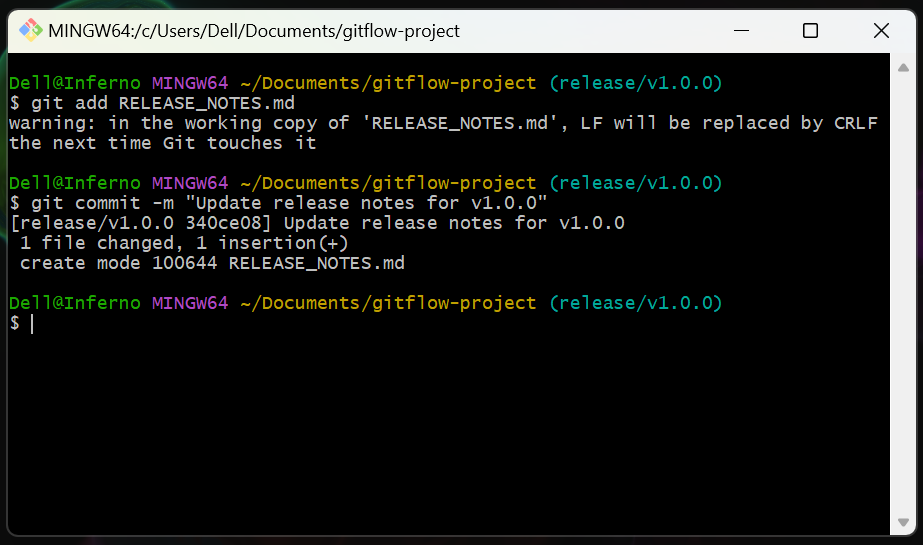 MINGW64:/c/Users/Dell/Documents/gitflow-project
Dell@Inferno MINGW64 ~/Documents/gitflow-project (release/v1.0.0)
$ git add RELEASE_NOTES.md
warning: in the working copy of 'RELEASE_NOTES.md', LF will be replaced by CRLF
the next time Git touches it
Dell@Inferno MINGW64 ~/Documents/gitflow-project (release/v1.0.0)
$ git commit -m "Update release notes for v1.0.0"
[release/v1.0.0 340ce08] Update release notes for v1.0.0
 1 file changed, 1 insertion(+)
 create mode 100644 RELEASE_NOTES.md
Dell@Inferno MINGW64 ~/Documents/gitflow-project (release/v1.0.0)
$